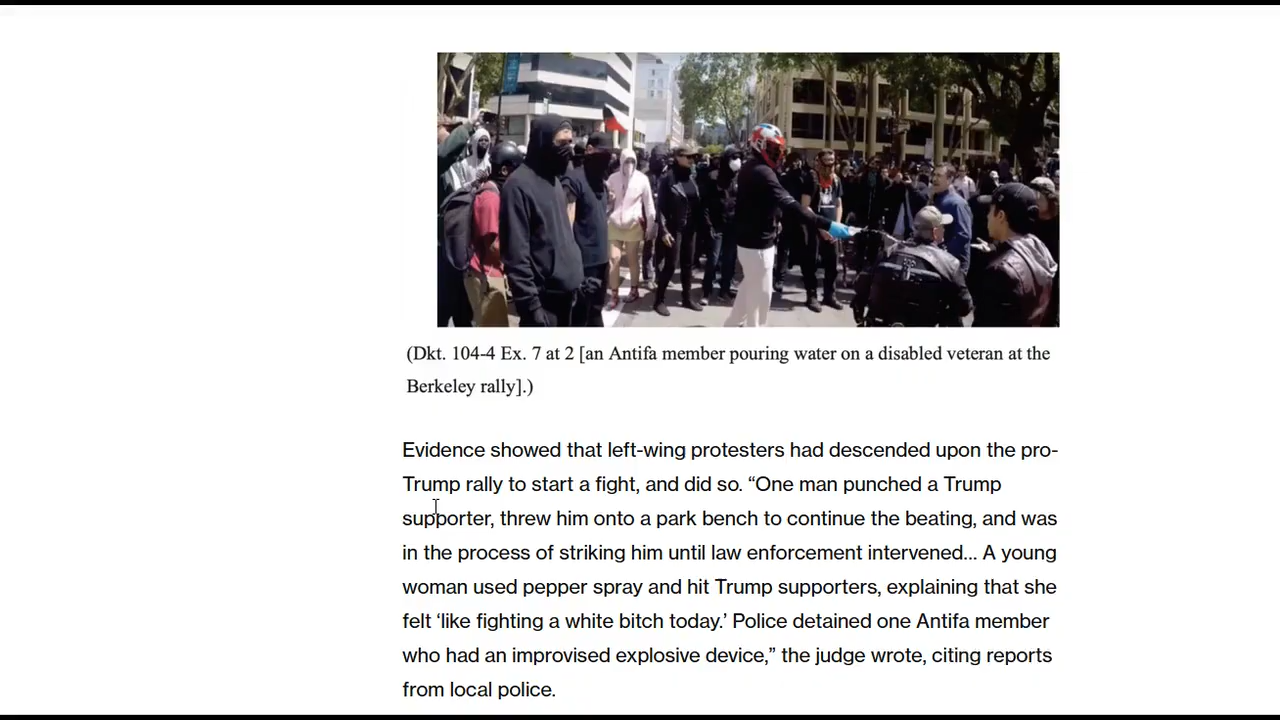 (Dkt. 104-4 Ex. 7 at 2 [an Antifa member pouring water on a disabled veteran at the
Berkeley rally].)
Evidence showed that left-wing protesters had descended upon the pro-
Trump rally to start a fight, and did so. “One man punched a Trump
supporter, threw him onto a park bench to continue the beating, and was
in the process of striking him until law enforcement intervened... A young
woman used pepper spray and hit Trump supporters, explaining that she
felt ‘like fighting a white bitch today.’ Police detained one Antifa member
who had an improvised explosive device,” the judge wrote, citing reports
from local police.